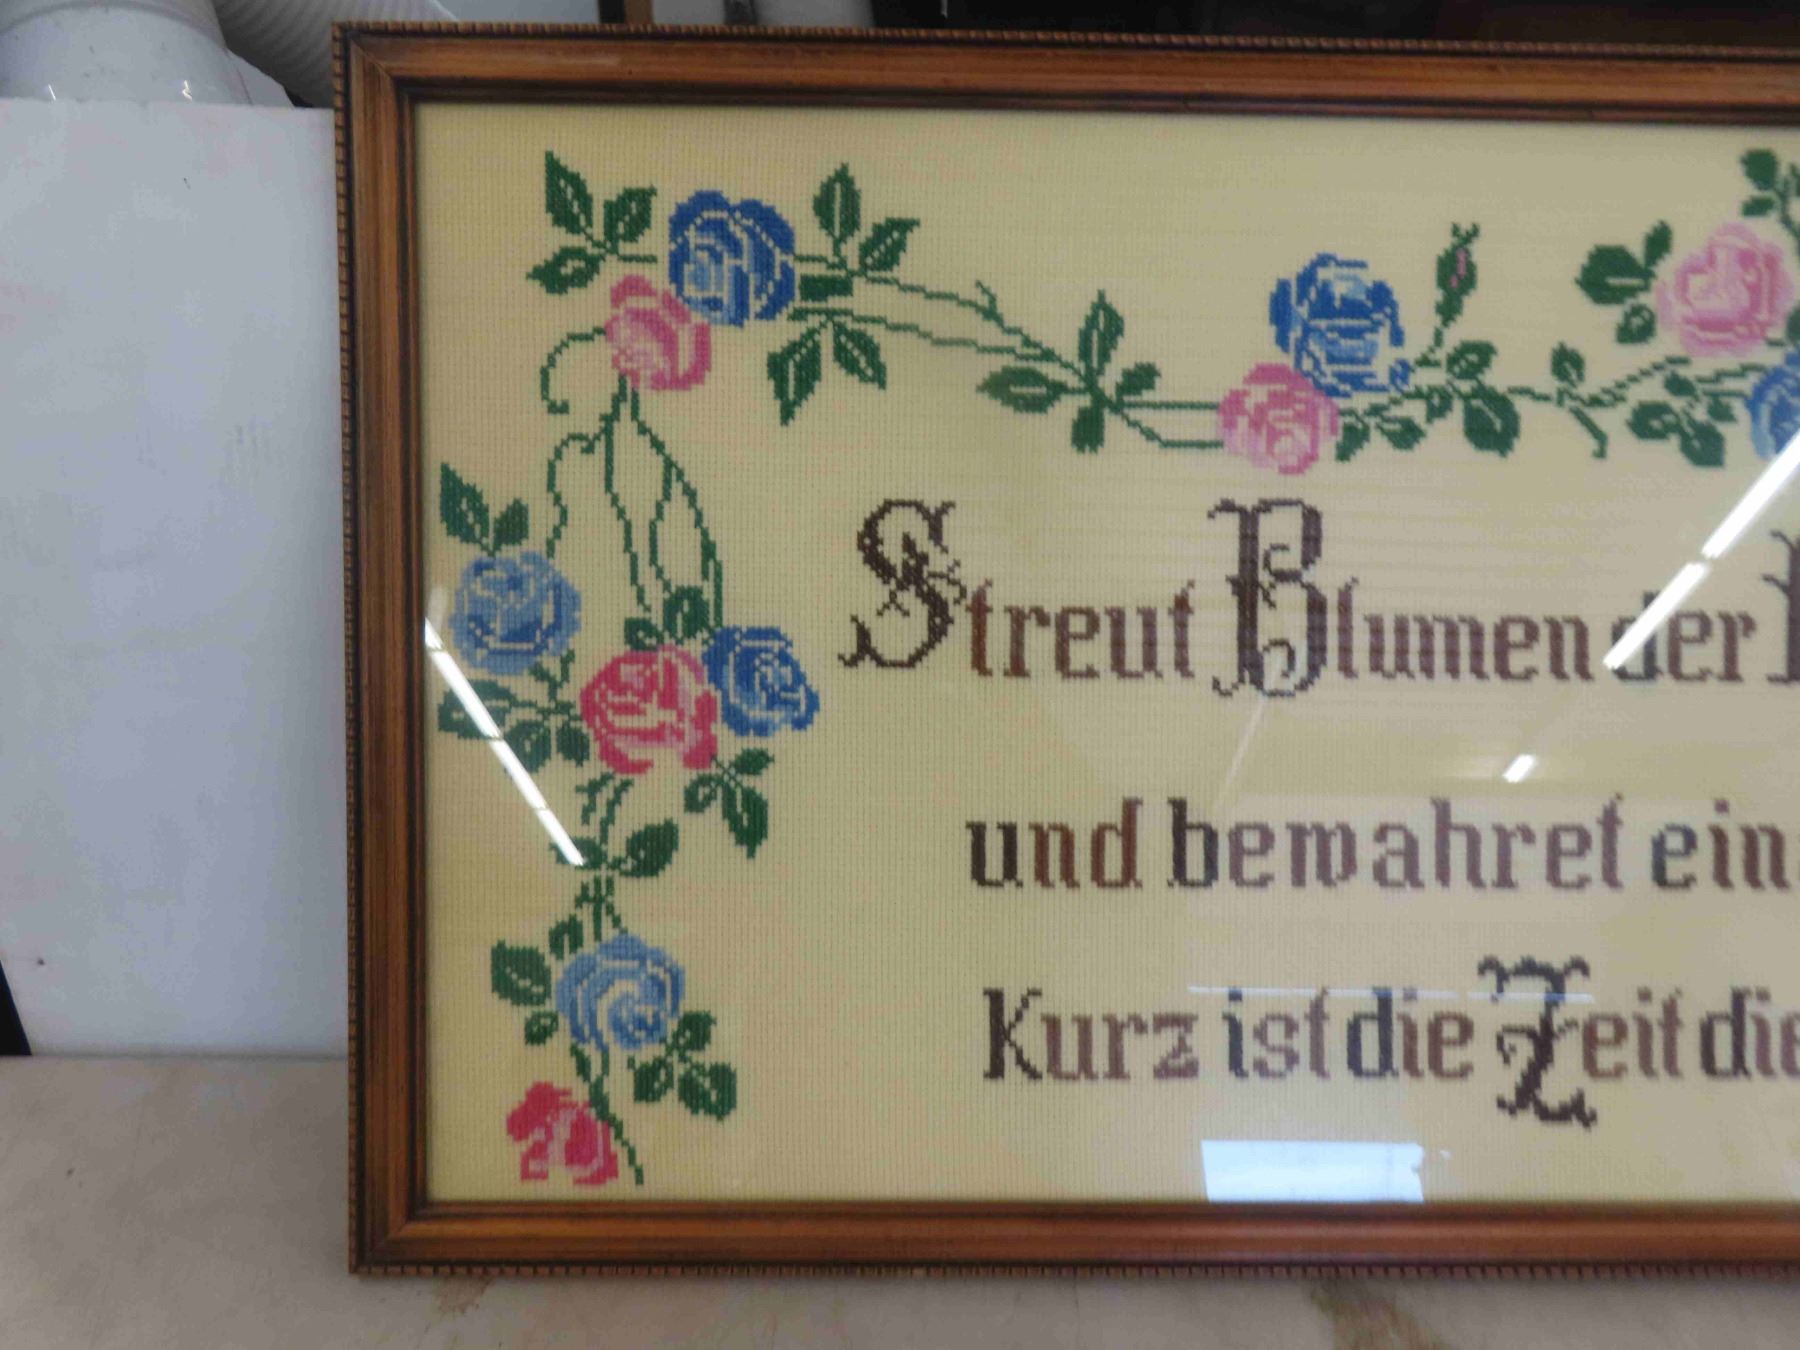 Streut Blumen der
und bewahret ein
Kurz ist die Zeit die